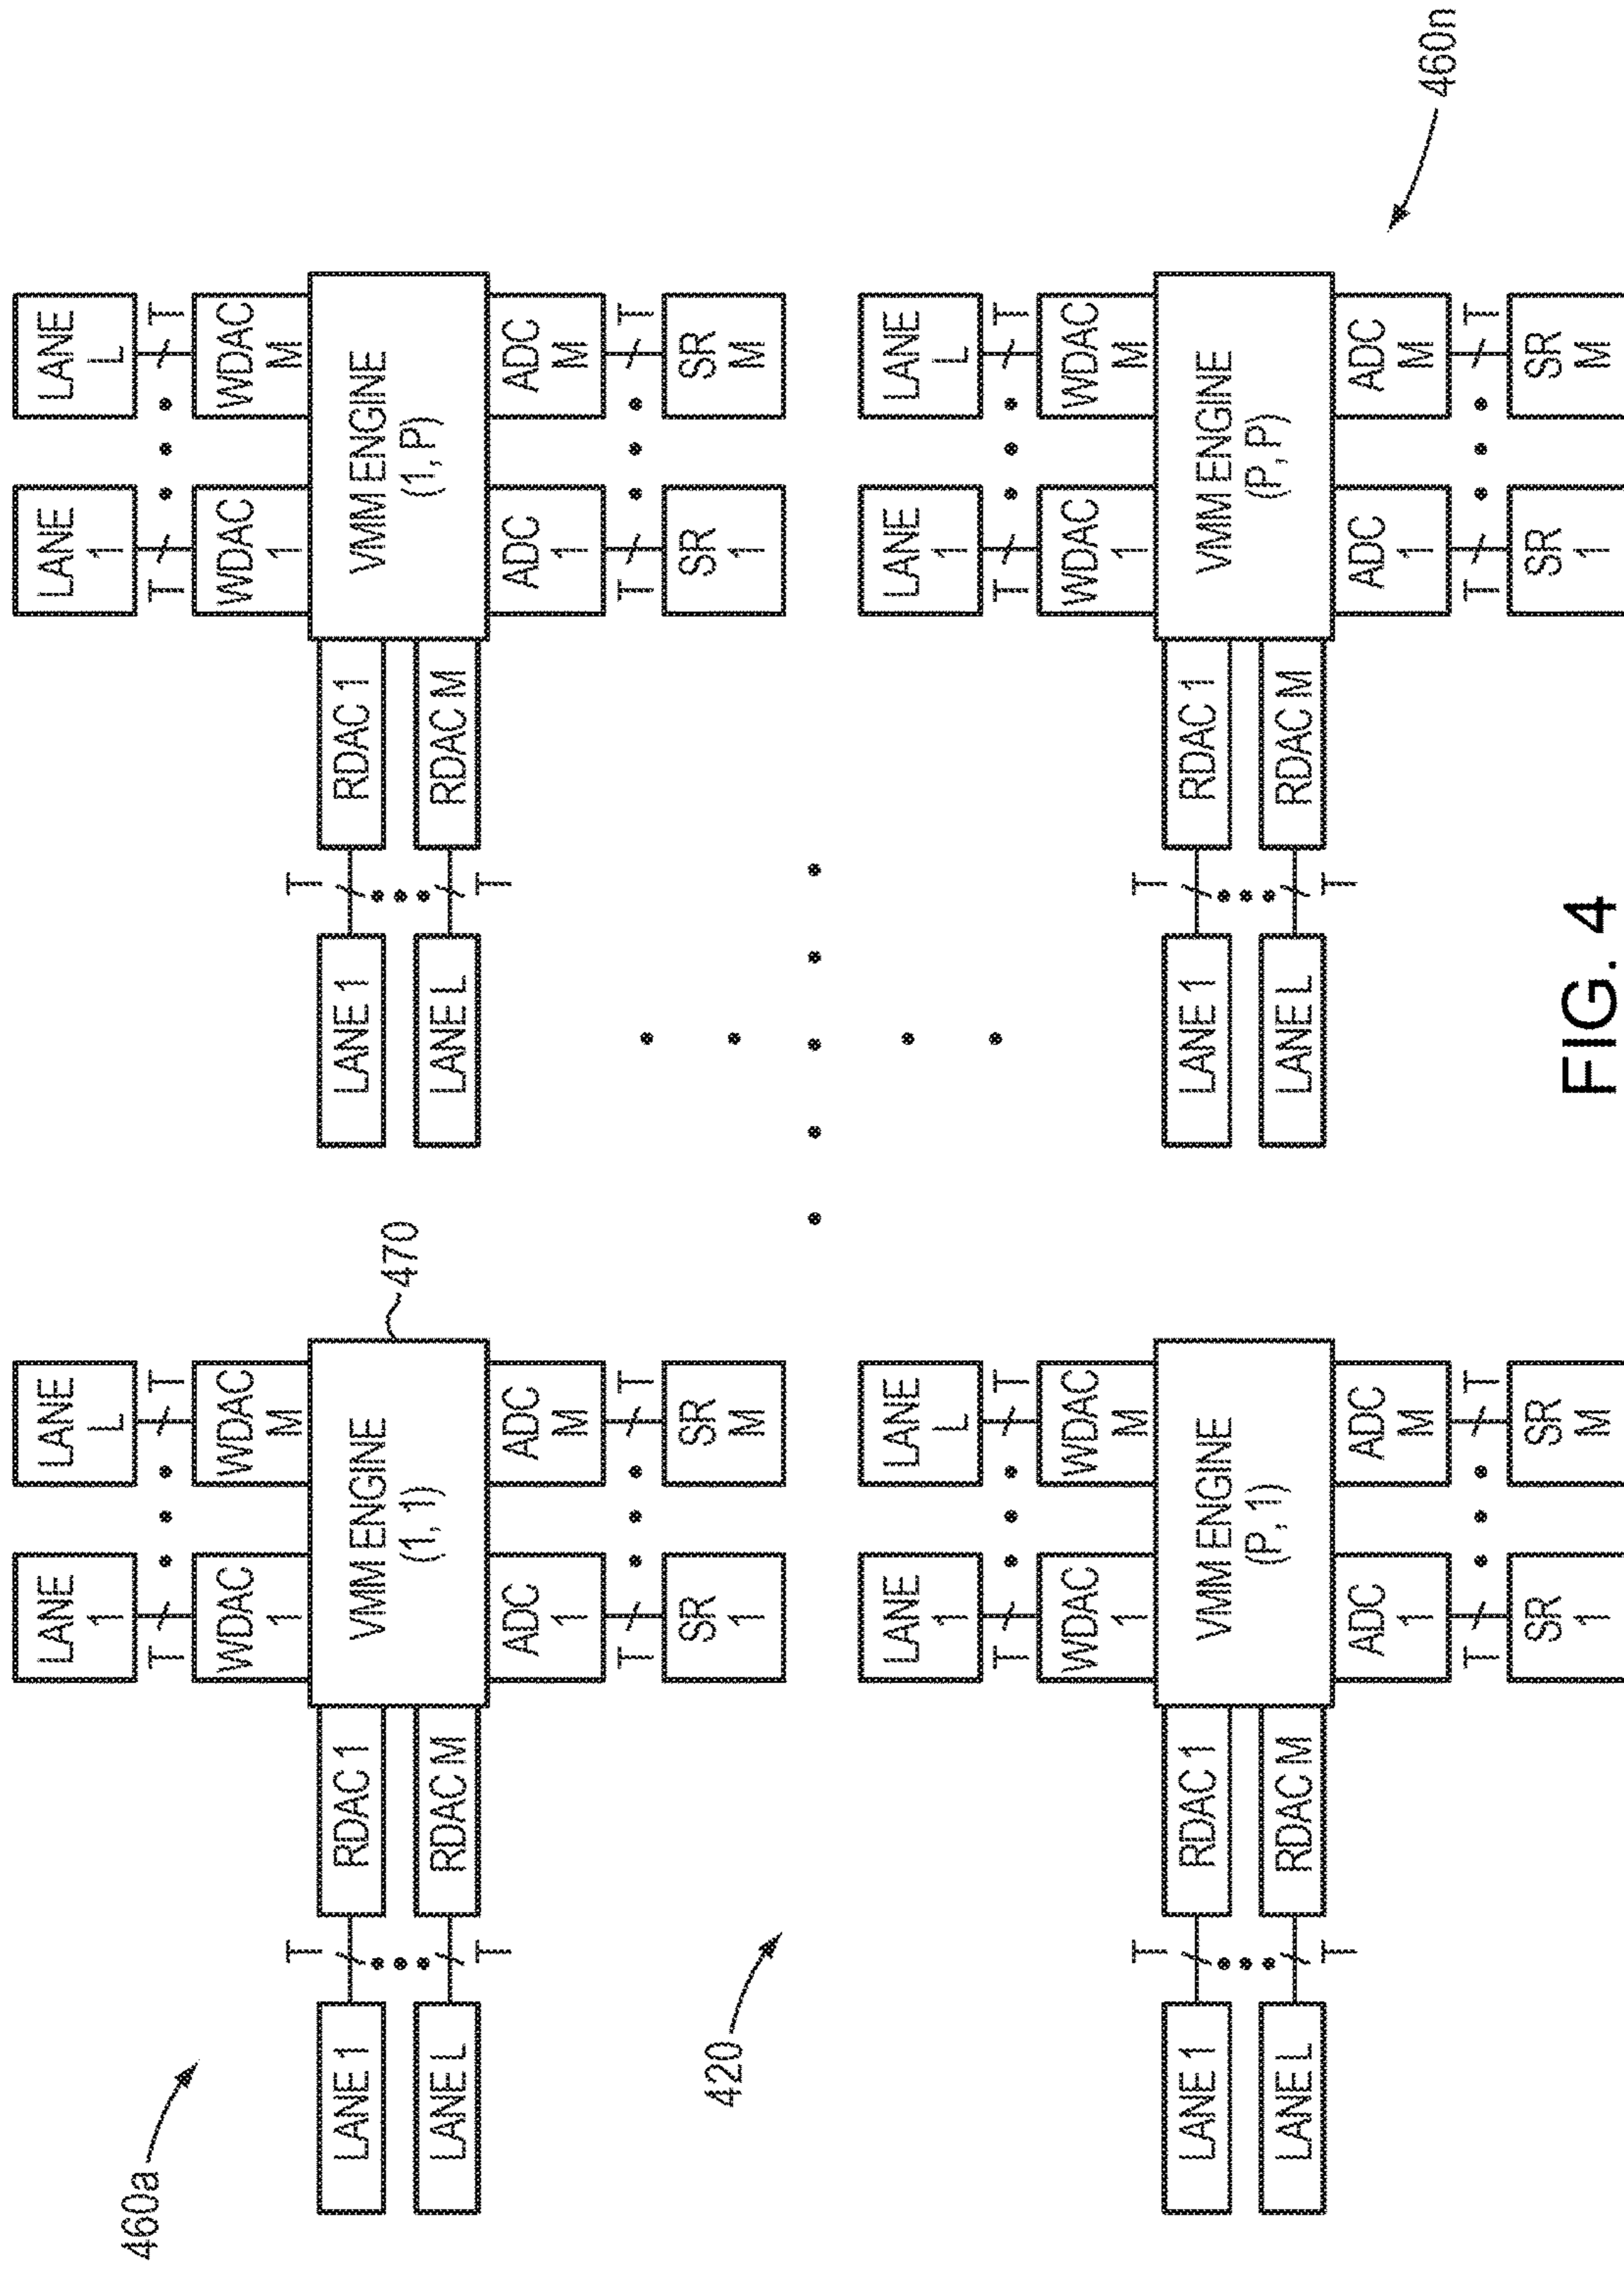 460a
LANE 1
LANE L
T
T
RDAC 1
RDAC M
LANE
1
LANE
L
T
T
WDAC
1
WDAC
M
VMM ENGINE
(1, 1)
470
ADC
1
ADC
M
T
T
SR
1
SR
M
LANE 1
LANE L
T
T
RDAC 1
RDAC M
LANE
1
LANE
L
T
T
WDAC
1
WDAC
M
VMM ENGINE
(1, P)
ADC
1
ADC
M
T
T
SR
1
SR
M
420
LANE 1
LANE L
T
T
RDAC 1
RDAC M
LANE
1
LANE
L
T
T
WDAC
1
WDAC
M
VMM ENGINE
(P, 1)
ADC
1
ADC
M
T
T
SR
1
SR
M
LANE 1
LANE L
T
T
RDAC 1
RDAC M
LANE
1
LANE
L
T
T
WDAC
1
WDAC
M
VMM ENGINE
(P, P)
ADC
1
ADC
M
T
T
SR
1
SR
M
460n
FIG. 4